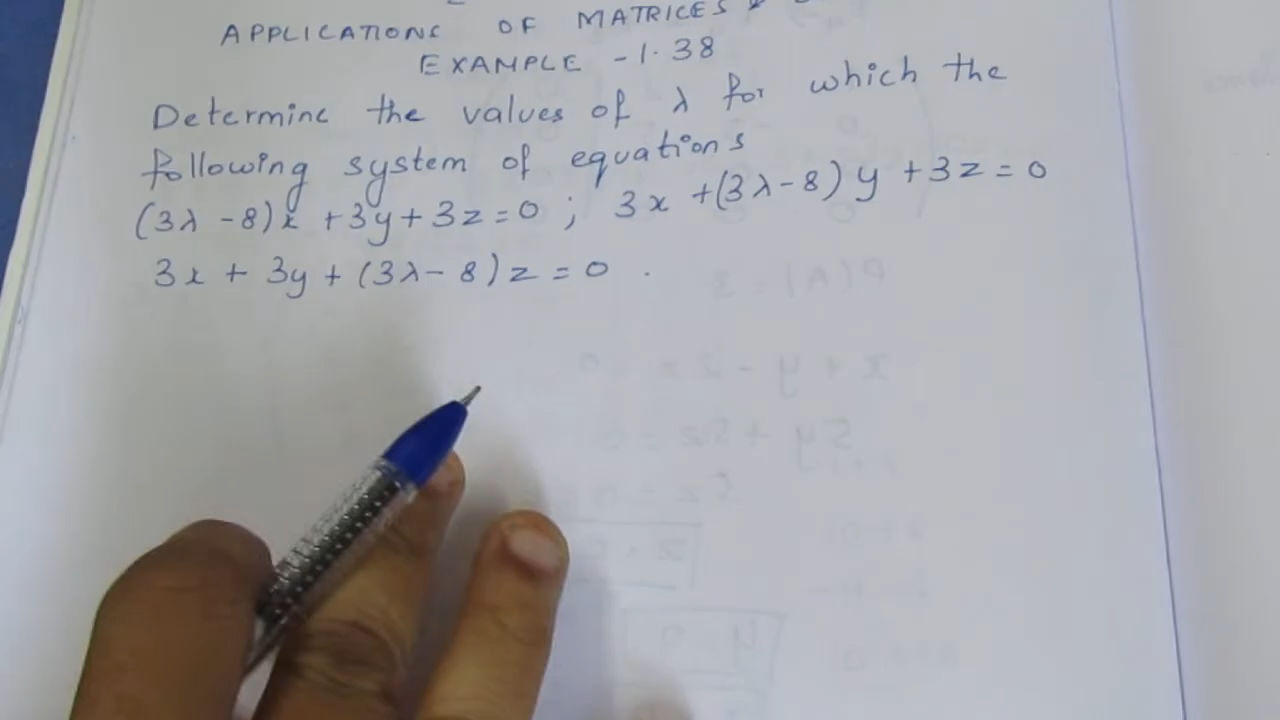 APPLICATIONS OF MATRICES
EXAMPLE - 1.38
Determine the values of λ for which the
following system of equations
(3λ - 8)x + 3y + 3z = 0 ; 3x + (3λ - 8) y + 3z = 0
3x + 3y + (3λ - 8) z = 0 .